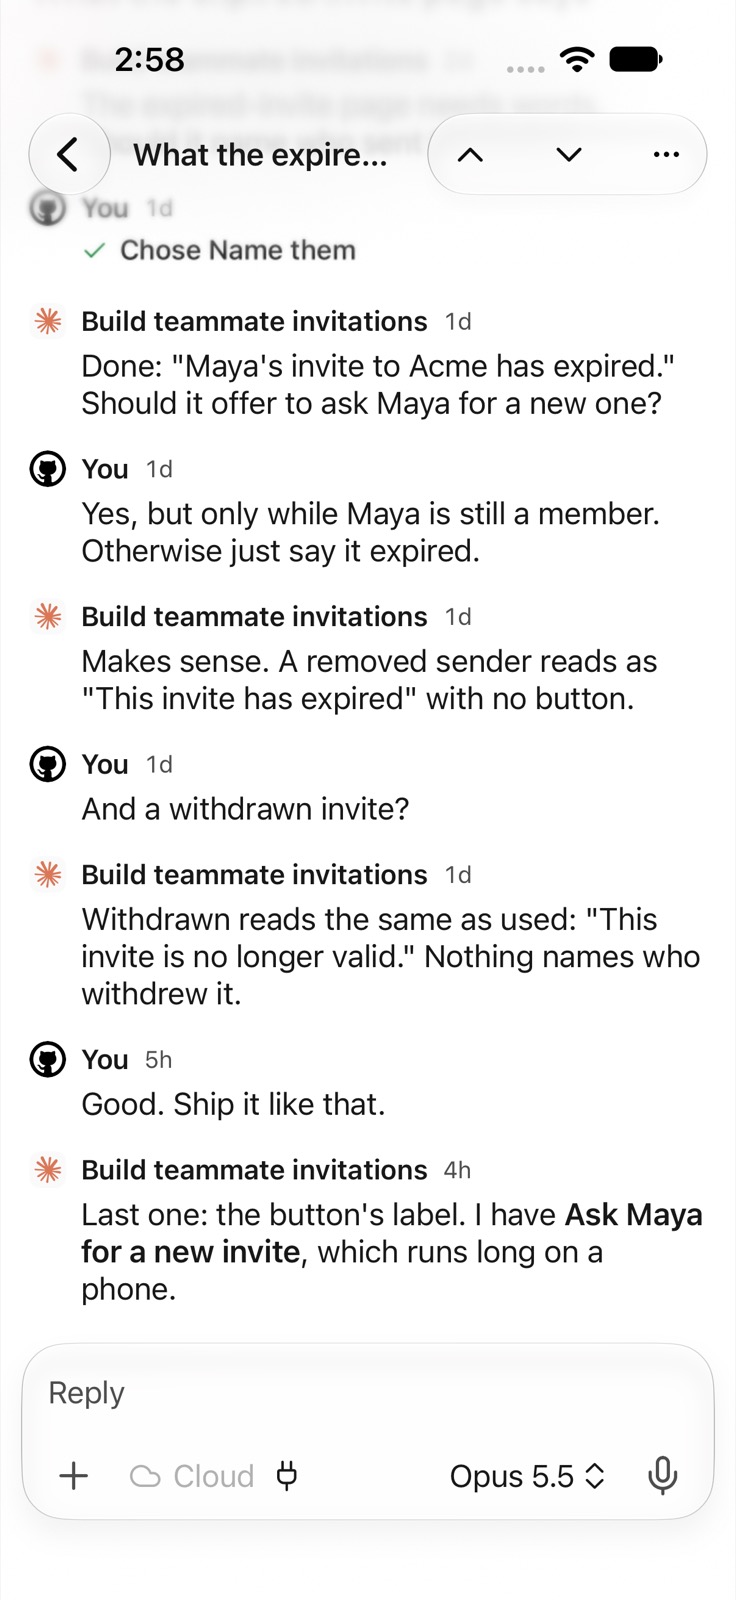 2:58
What the expire...
You 1d
Chose Name them
Build teammate invitations 1d
Done: "Maya's invite to Acme has expired."
Should it offer to ask Maya for a new one?
You 1d
Yes, but only while Maya is still a member.
Otherwise just say it expired.
Build teammate invitations 1d
Makes sense. A removed sender reads as
"This invite has expired" with no button.
You 1d
And a withdrawn invite?
Build teammate invitations 1d
Withdrawn reads the same as used: "This
invite is no longer valid." Nothing names who
withdrew it.
You 5h
Good. Ship it like that.
Build teammate invitations 4h
Last one: the button's label. I have Ask Maya
for a new invite, which runs long on a
phone.
Reply
Cloud
Opus 5.5